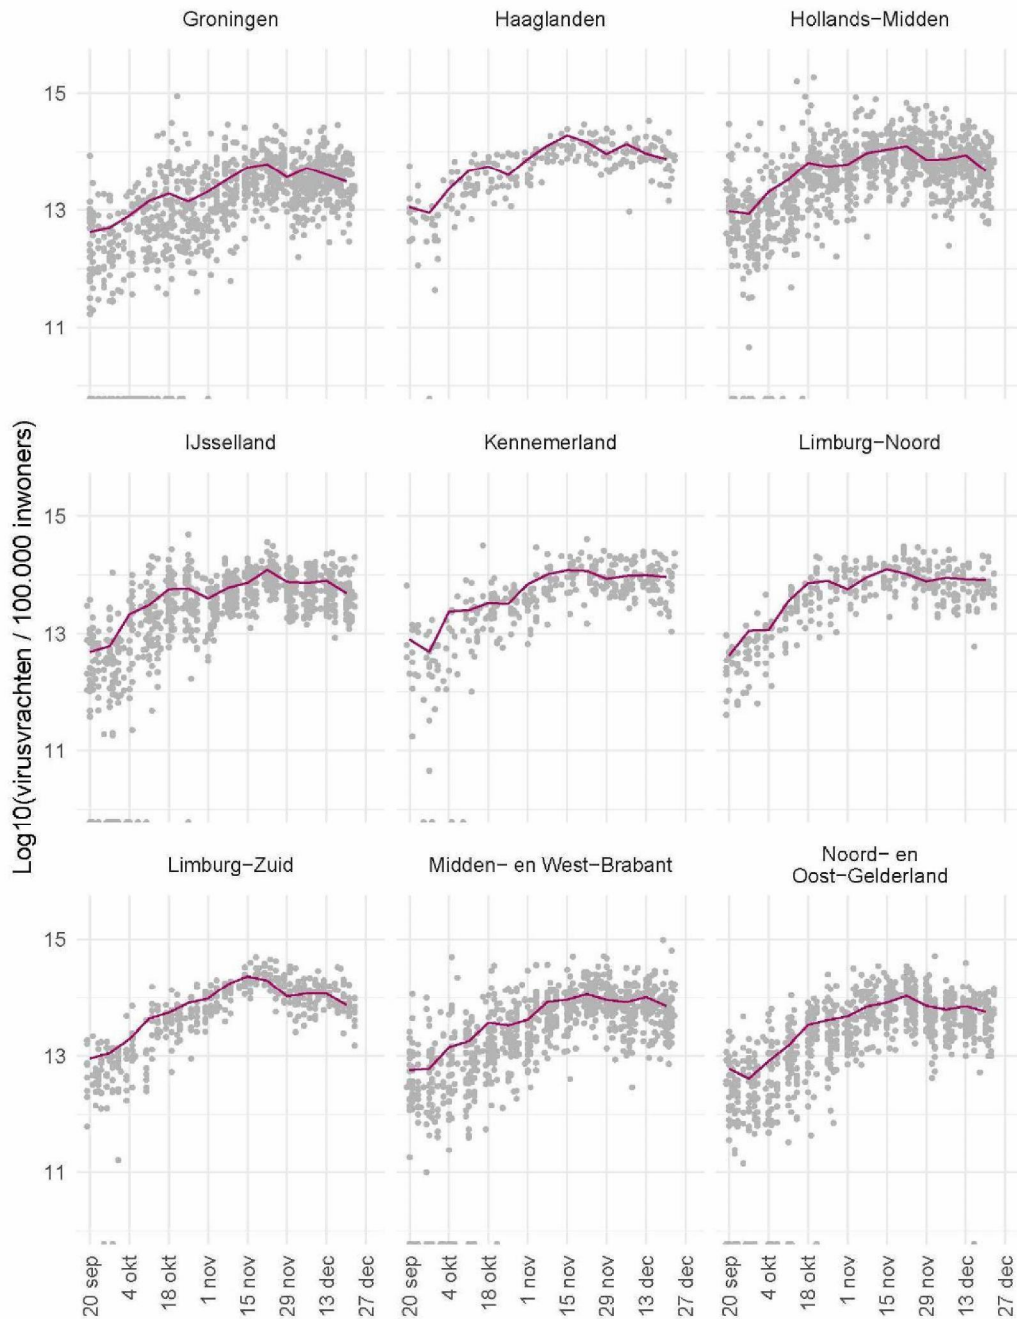 Groningen
Haaglanden
Hollands-Midden
15
13
11
IJsselland
Kennemerland
Limburg-Noord
15
13
11
Log10(virusvrachten / 100.000 inwoners)
Limburg-Zuid
Midden- en West-Brabant
Noord- en
Oost-Gelderland
15
13
11
20 sep
4 okt
18 okt
1 nov
15 nov
29 nov
13 dec
27 dec
20 sep
4 okt
18 okt
1 nov
15 nov
29 nov
13 dec
27 dec
20 sep
4 okt
18 okt
1 nov
15 nov
29 nov
13 dec
27 dec